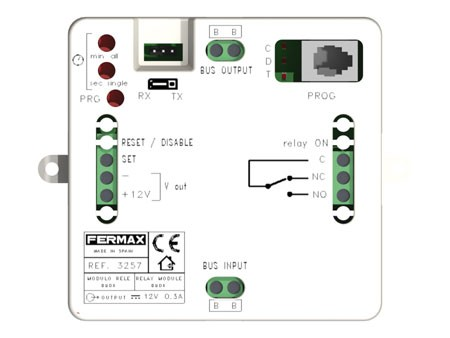 B B
BUS OUTPUT
min all
sec single
PRG
RX TX
C
D
T
PROG
RESET / DISABLE
SET
-
+12V
V out
relay ON
C
NC
NO
FERMAX
MADE IN SPAIN
CE
REF. 3257
MODULO RELE RELAY MODULE
OUTPUT 12V 0.3A
BUS INPUT
B B